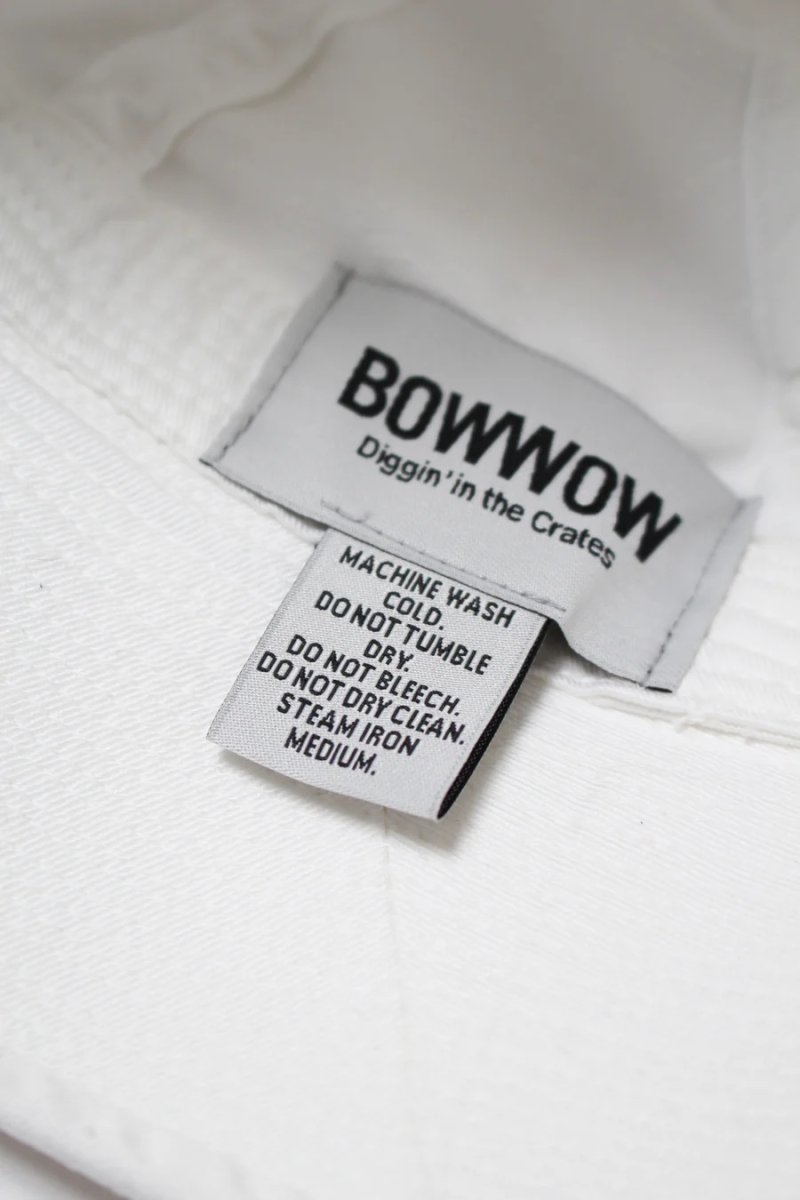 BOWWOW
Diggin' in the Crates
MACHINE WASH
COLD.
DO NOT TUMBLE
DRY.
DO NOT BLEECH.
DO NOT DRY CLEAN.
STEAM IRON
MEDIUM.